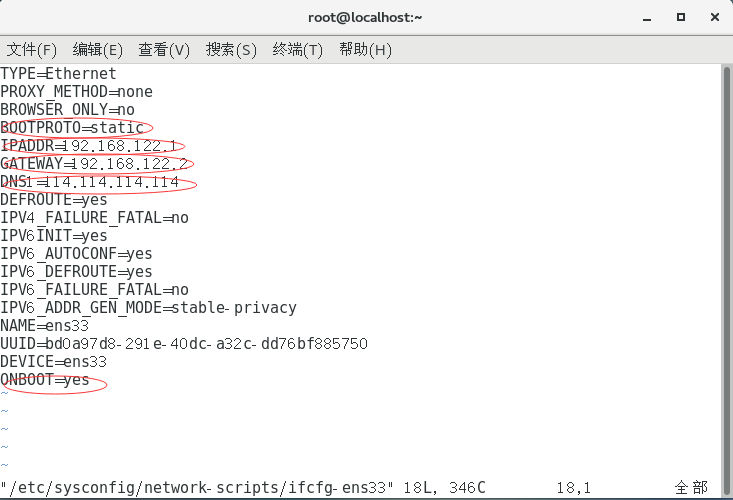 root@localhost:~
文件(F) 编辑(E) 查看(V) 搜索(S) 终端(T) 帮助(H)
TYPE=Ethernet
PROXY_METHOD=none
BROWSER_ONLY=no
BOOTPROTO=static
IPADDR=192.168.122.1
GATEWAY=192.168.122.2
DNS1=114.114.114.114
DEFROUTE=yes
IPV4_FAILURE_FATAL=no
IPV6INIT=yes
IPV6_AUTOCONF=yes
IPV6_DEFROUTE=yes
IPV6_FAILURE_FATAL=no
IPV6_ADDR_GEN_MODE=stable-privacy
NAME=ens33
UUID=bd0a97d8-291e-40dc-a32c-dd76bf885750
DEVICE=ens33
ONBOOT=yes
~
~
~
~
~
"/etc/sysconfig/network-scripts/ifcfg-ens33" 18L, 346C 18,1 全部